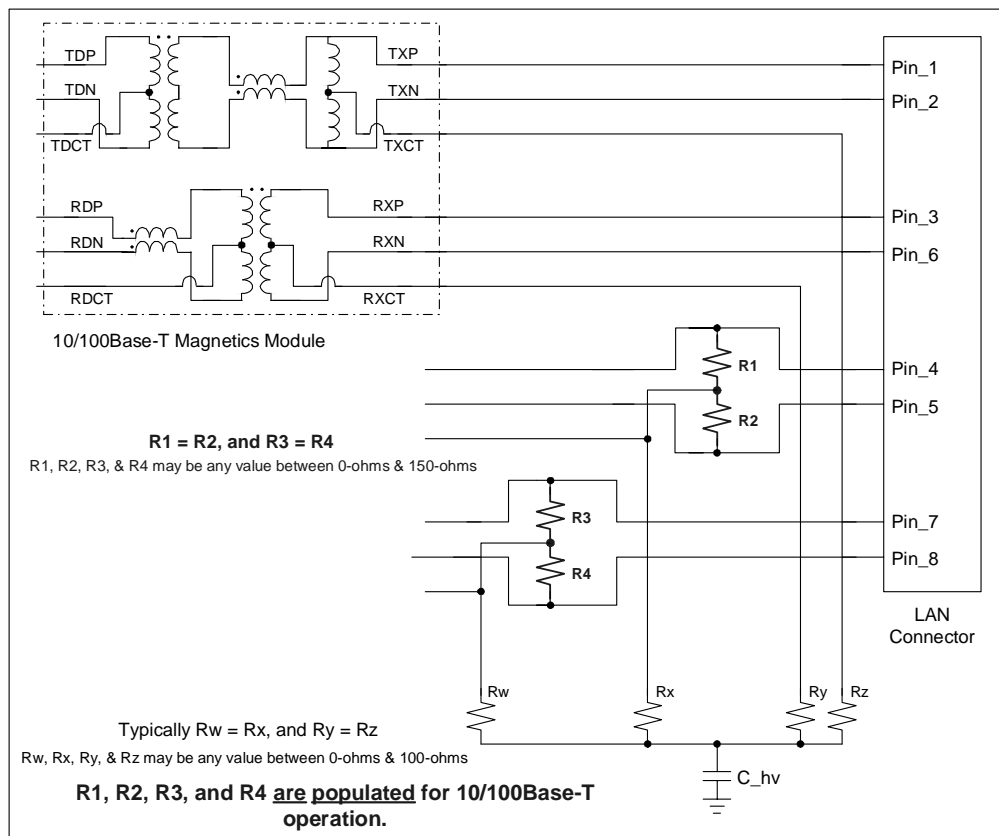 TDP
TXP
Pin_1
TDN
TXN
Pin_2
TDCT
TXCT
RDP
RXP
Pin_3
RDN
RXN
Pin_6
RDCT
RXCT
10/100Base-T Magnetics Module
R1
Pin_4
R2
Pin_5
R1 = R2, and R3 = R4
R1, R2, R3, & R4 may be any value between 0-ohms & 150-ohms
R3
Pin_7
R4
Pin_8
LAN
Connector
Rw
Rx
Ry
Rz
Typically Rw = Rx, and Ry = Rz
Rw, Rx, Ry, & Rz may be any value between 0-ohms & 100-ohms
C_hv
R1, R2, R3, and R4 are populated for 10/100Base-T
operation.